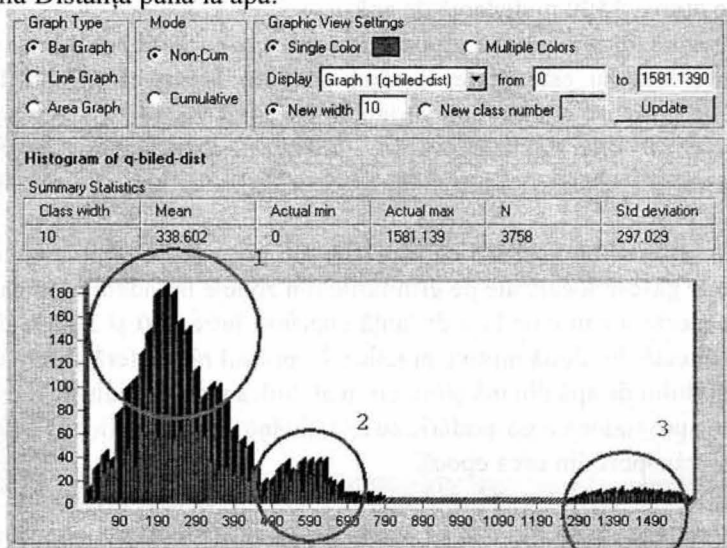 na Distanța până la apă.
Graph Type
Mode
Graphic View Settings
Bar Graph
Non-Cum
Single Color
Multiple Colors
Line Graph
Display Graph 1 (q-biled-dist) from 0 to 1581.1390
Area Graph
Cumulative
New width 10
New class number
Update
Histogram of q-biled-dist
Summary Statistics
Class width Mean Actual min Actual max N Std deviation
10 338.602 0 1581.139 3758 297.029
1
180
160
140
120
100
80
60
40
20
0
2
3
90 190 290 390 490 590 690 790 890 990 1090 1190 1290 1390 1490